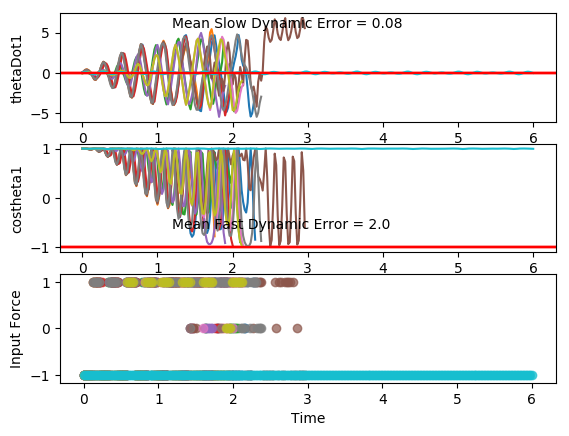 Mean Slow Dynamic Error = 0.08
thetaDot1
5
0
−5
0 1 2 3 4 5 6
Mean Fast Dynamic Error = 2.0
costheta1
1
0
−1
0 1 2 3 4 5 6
Input Force
1
0
−1
0 1 2 3 4 5 6
Time